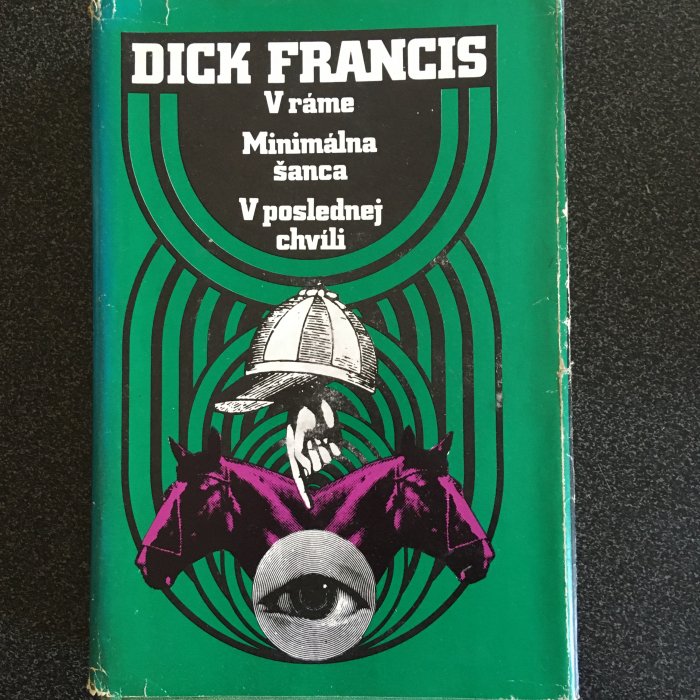 DICK FRANCIS
V ráme
Minimálna
šanca
V poslednej
chvíli